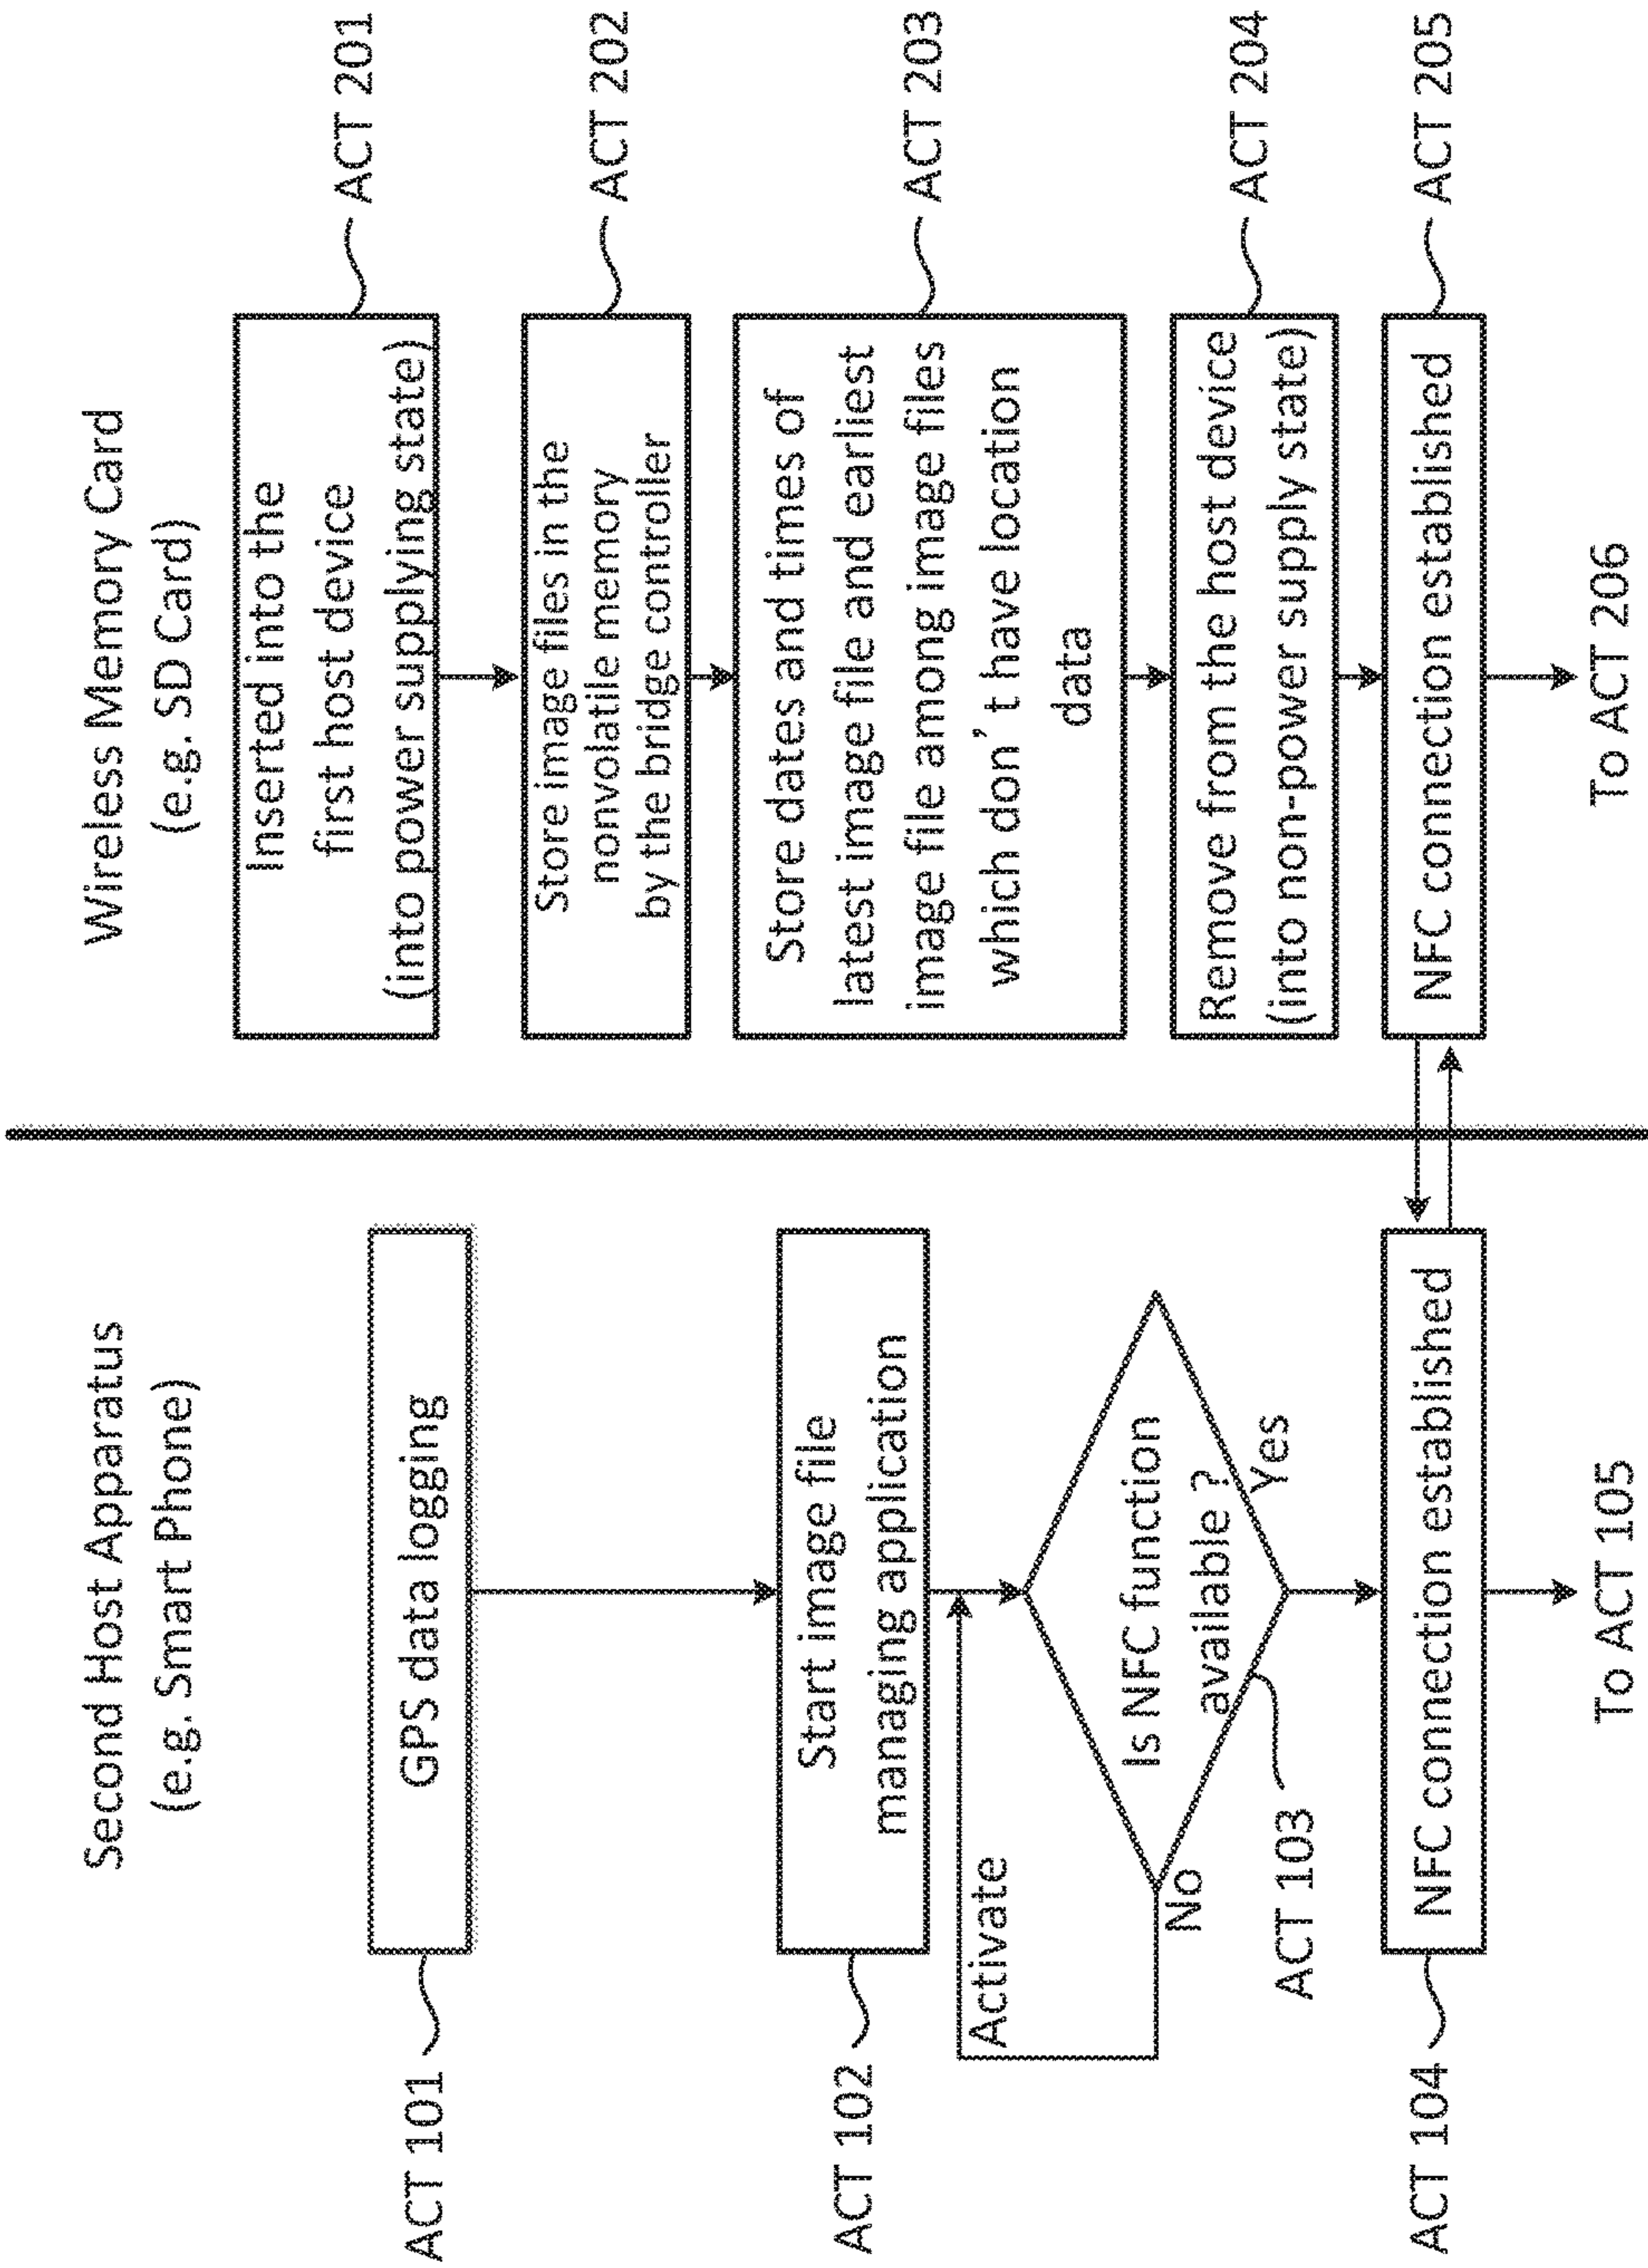 Second Host Apparatus
(e.g. Smart Phone)
ACT 101
GPS data logging
ACT 102
Start image file
managing application
Activate
No
Is NFC function
available ?
Yes
ACT 103
ACT 104
NFC connection established
To ACT 105
Wireless Memory Card
(e.g. SD Card)
Inserted into the
first host device
(into power supplying state)
ACT 201
Store image files in the
nonvolatile memory
by the bridge controller
ACT 202
Store dates and times of
latest image file and earliest
image file among image files
which don't have location
data
ACT 203
Remove from the host device
(into non-power supply state)
ACT 204
NFC connection established
ACT 205
To ACT 206